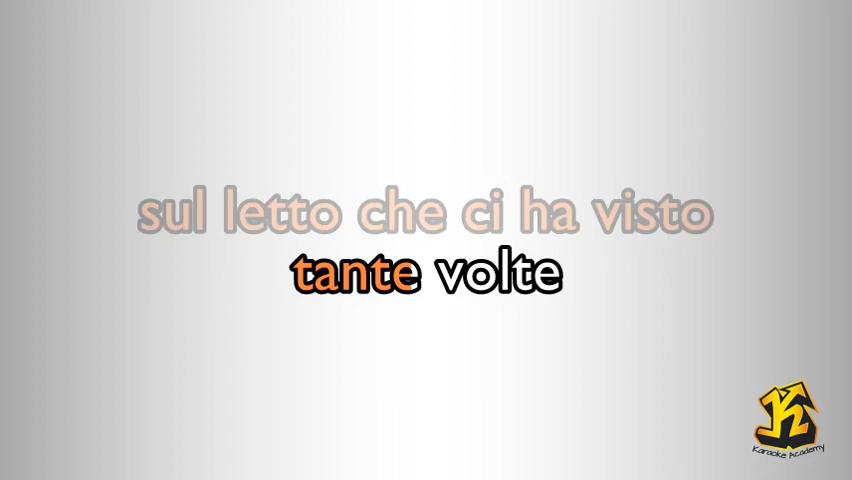 sul letto che ci ha visto
tante volte
K
Karaoke Academy